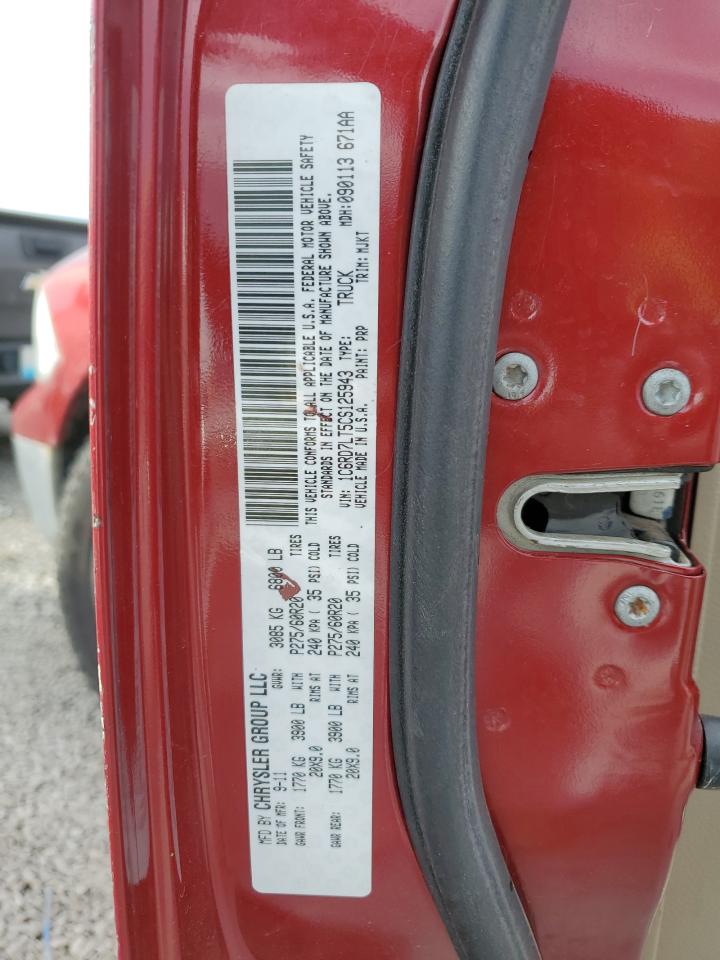 MFD BY CHRYSLER GROUP LLC
DATE OF MFR: 9-11 GVWR: 3085 KG 6800 LB
GAWR FRONT: 1770 KG 3900 LB WITH P275/60R20 TIRES
20X9.0 RIMS AT 240 KPA ( 35 PSI) COLD
GAWR REAR: 1770 KG 3900 LB WITH P275/60R20 TIRES
20X9.0 RIMS AT 240 KPA ( 35 PSI) COLD
THIS VEHICLE CONFORMS TO ALL APPLICABLE U.S.A. FEDERAL MOTOR VEHICLE SAFETY
STANDARDS IN EFFECT ON THE DATE OF MANUFACTURE SHOWN ABOVE.
VIN: 1C6RD7LT5CS125943 TYPE: TRUCK MDH:090113 671AA
VEHICLE MADE IN U.S.A. PAINT: PRP TRIM: MJKT